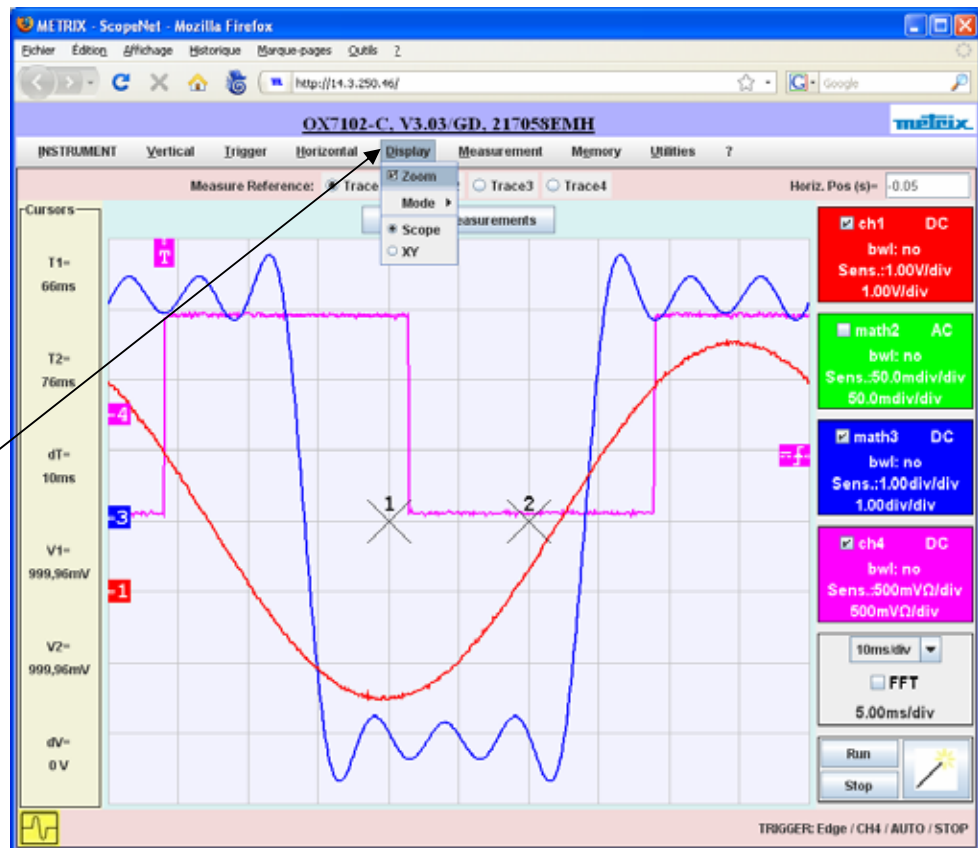 METRIX - ScopeNet - Mozilla Firefox
Fichier Édition Affichage Historique Marque-pages Outils ?
http://14.3.250.46/
Google
OX7102-C, V3.03/GD, 217058EMH
metrix
INSTRUMENT Vertical Trigger Horizontal Display Measurement Memory Utilities ?
Measure Reference: Trace 2 Trace3 Trace4 Horiz. Pos (s)= -0.05
Zoom
Mode
Scope
XY
easurements
Cursors
T1=
66ms
T2=
76ms
dT=
10ms
V1=
999,96mV
V2=
999,96mV
dV=
0 V
T
4
3
1
1
2
ch1 DC
bwl: no
Sens.:1.00V/div
1.00V/div
math2 AC
bwl: no
Sens.:50.0mdiv/div
50.0mdiv/div
math3 DC
bwl: no
Sens.:1.00div/div
1.00div/div
ch4 DC
bwl: no
Sens.:500mVΩ/div
500mVΩ/div
10ms/div
FFT
5.00ms/div
Run
Stop
TRIGGER: Edge / CH4 / AUTO / STOP